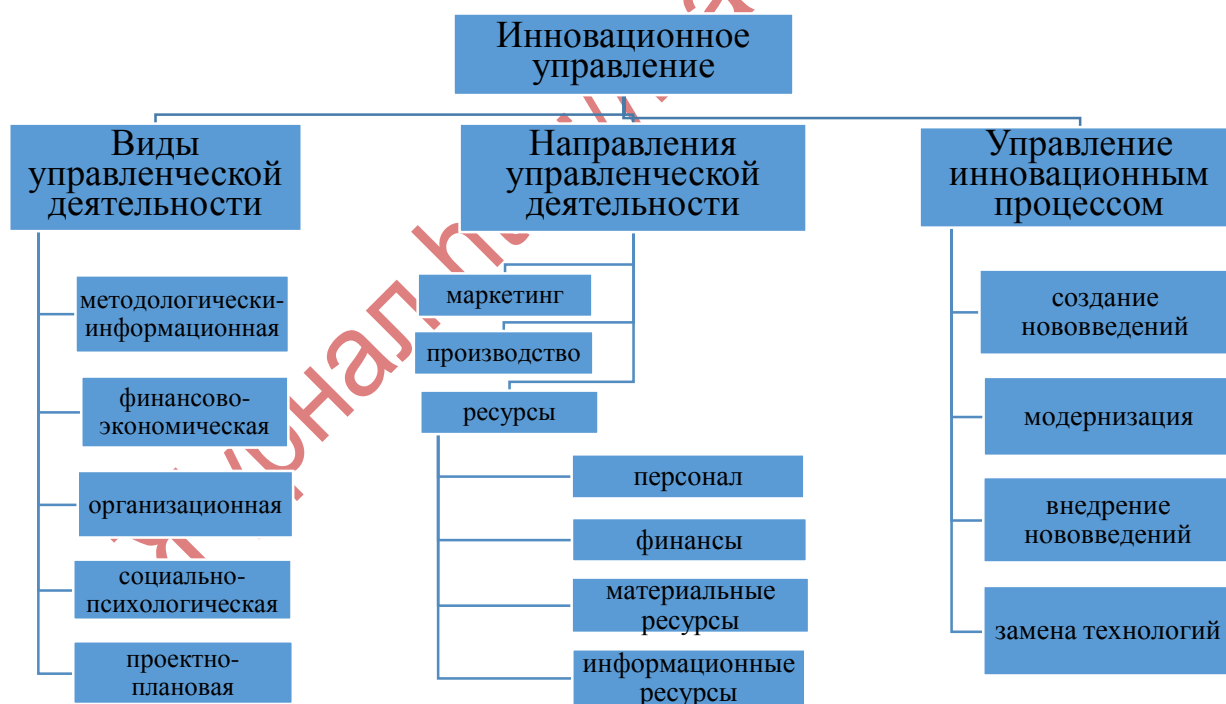 Инновационное
управление
Виды
управленческой
деятельности
методологически-
информационная
финансово-
экономическая
организационная
социально-
психологическая
проектно-
плановая
Направления
управленческой
деятельности
маркетинг
производство
ресурсы
персонал
финансы
материальные
ресурсы
информационные
ресурсы
Управление
инновационным
процессом
создание
нововведений
модернизация
внедрение
нововведений
замена технологий